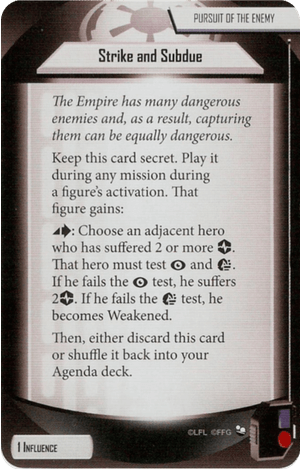 PURSUIT OF THE ENEMY
Strike and Subdue
The Empire has many dangerous
enemies and, as a result, capturing
them can be equally dangerous.
Keep this card secret. Play it
during any mission during
a figure's activation. That
figure gains:
: Choose an adjacent hero
who has suffered 2 or more .
That hero must test and .
If he fails the test, he suffers
2 . If he fails the test, he
becomes Weakened.
Then, either discard this card
or shuffle it back into your
Agenda deck.
©LFL ©FFG
1 INFLUENCE